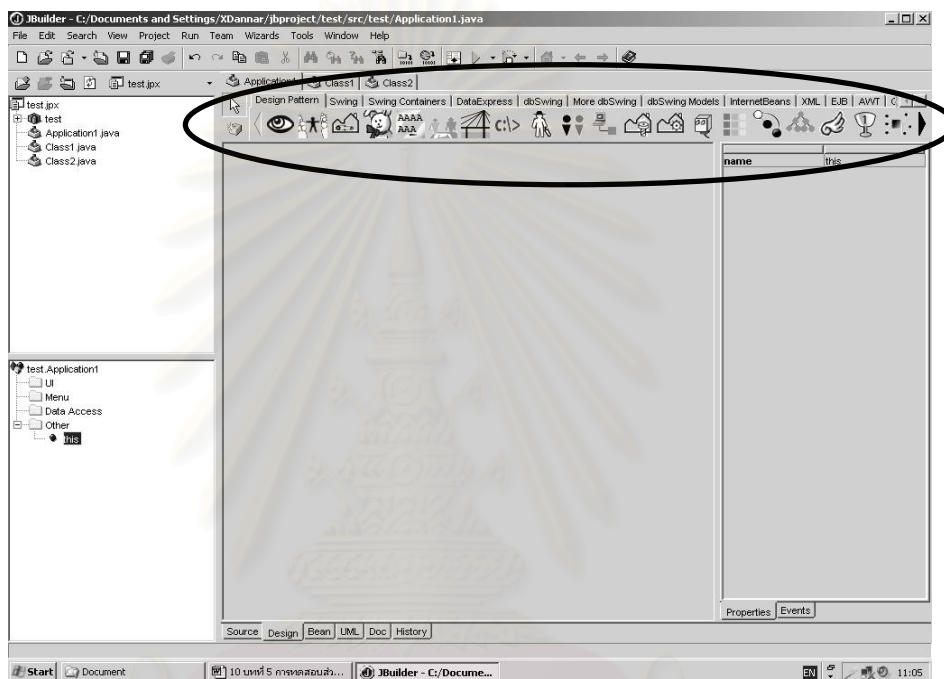 JBuilder - C:/Documents and Settings/XDannar/jbproject/test/src/test/Application1.java
File Edit Search View Project Run Team Wizards Tools Window Help
test.jpx
Application1 Class1 Class2
Design Pattern Swing Swing Containers DataExpress dbSwing More dbSwing dbSwing Models InternetBeans XML EJB AWT C
AAAA
AAA
C:\>
test.jpx
test
Application1.java
Class1.java
Class2.java
name this
test.Application1
UI
Menu
Data Access
Other
this
Properties Events
Source Design Bean UML Doc History
Start Document 10 บทที่ 5 การทดสอบส่ว... JBuilder - C:/Docume... EN 11:05